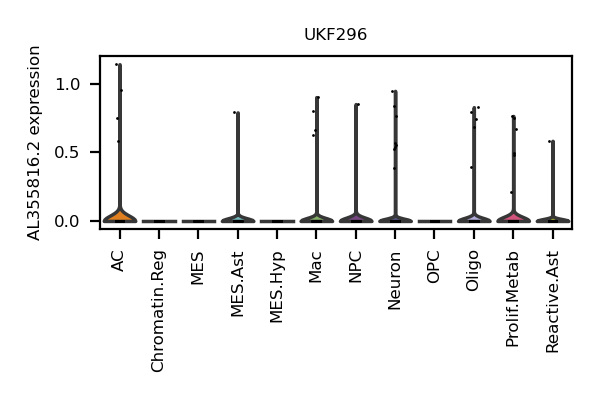 UKF296
AL355816.2 expression
1.0
0.5
0.0
AC
Chromatin.Reg
MES
MES.Ast
MES.Hyp
Mac
NPC
Neuron
OPC
Oligo
Prolif.Metab
Reactive.Ast